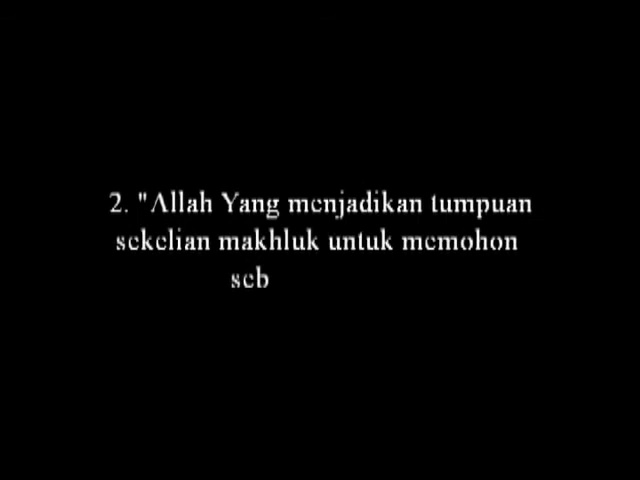 2. "Allah Yang menjadikan tumpuan
sekelian makhluk untuk memohon
seb